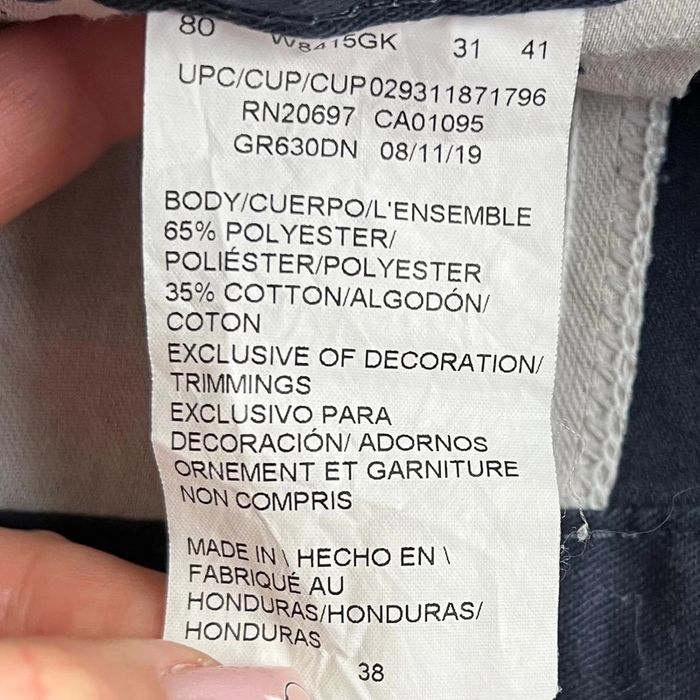 80 W8415GK 31 41
UPC/CUP/CUP029311871796
RN20697 CA01095
GR630DN 08/11/19
BODY/CUERPO/L'ENSEMBLE
65% POLYESTER/
POLIÉSTER/POLYESTER
35% COTTON/ALGODÓN/
COTON
EXCLUSIVE OF DECORATION/
TRIMMINGS
EXCLUSIVO PARA
DECORACIÓN/ ADORNOS
ORNEMENT ET GARNITURE
NON COMPRIS
MADE IN \ HECHO EN \
FABRIQUÉ AU
HONDURAS/HONDURAS/
HONDURAS
38